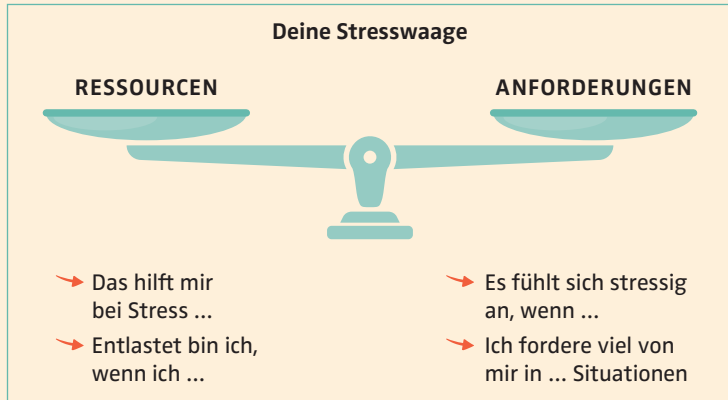 Deine Stresswaage
RESSOURCEN
ANFORDERUNGEN
Das hilft mir
bei Stress ...
Entlastet bin ich,
wenn ich ...
Es fühlt sich stressig
an, wenn ...
Ich fordere viel von
mir in ... Situationen